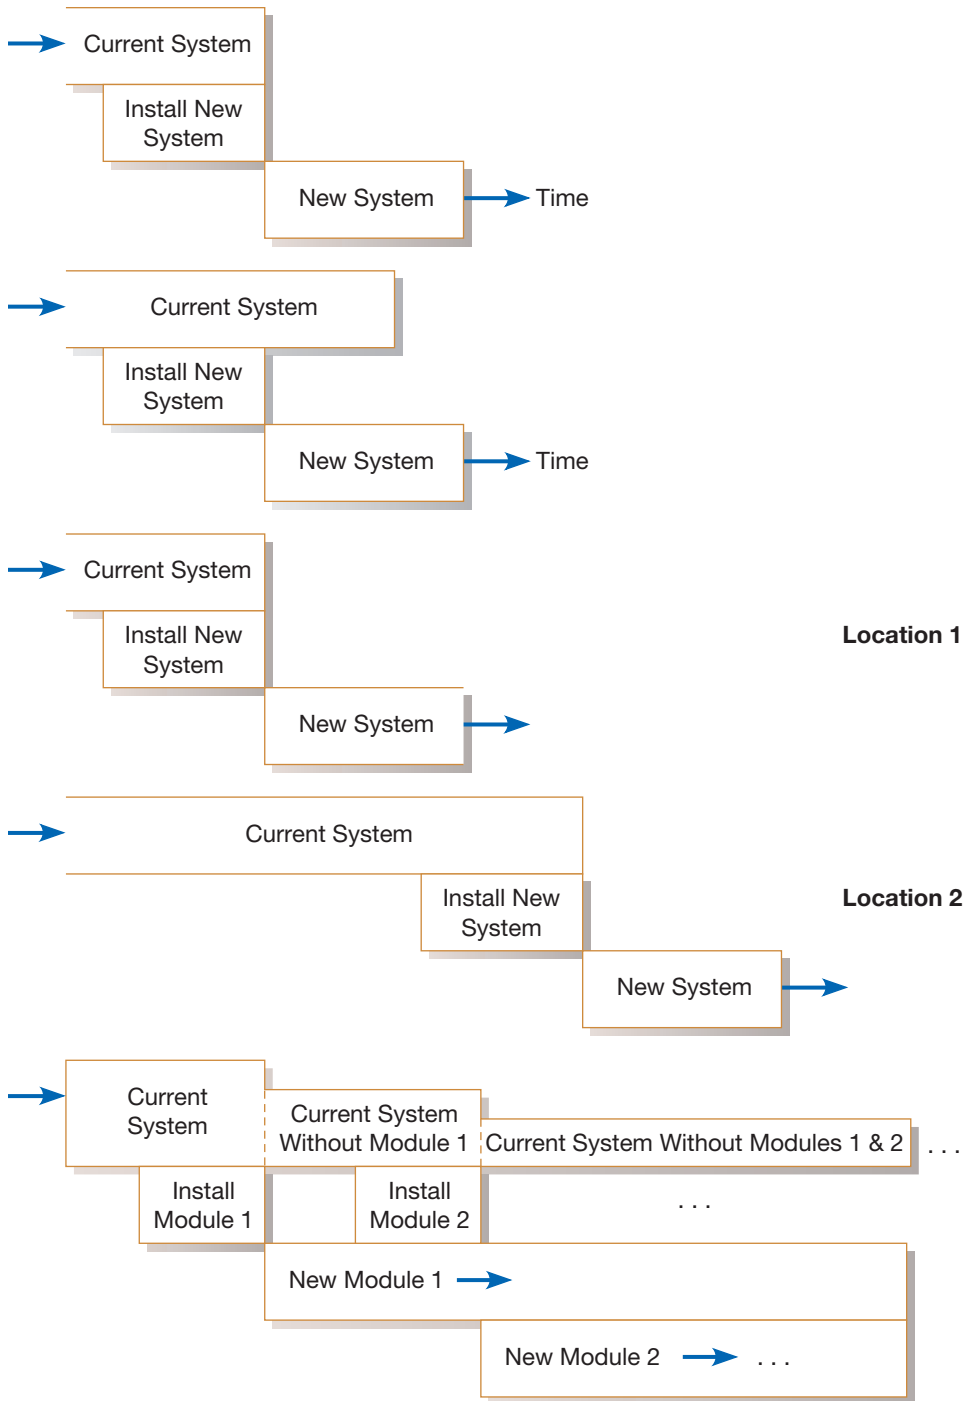 Current System
Install New
System
New System
Time
Current System
Install New
System
New System
Time
Current System
Install New
System
Location 1
New System
Current System
Install New
System
Location 2
New System
Current
System
Current System
Without Module 1
Current System Without Modules 1 & 2
. . .
Install
Module 1
Install
Module 2
. . .
New Module 1
New Module 2
. . .